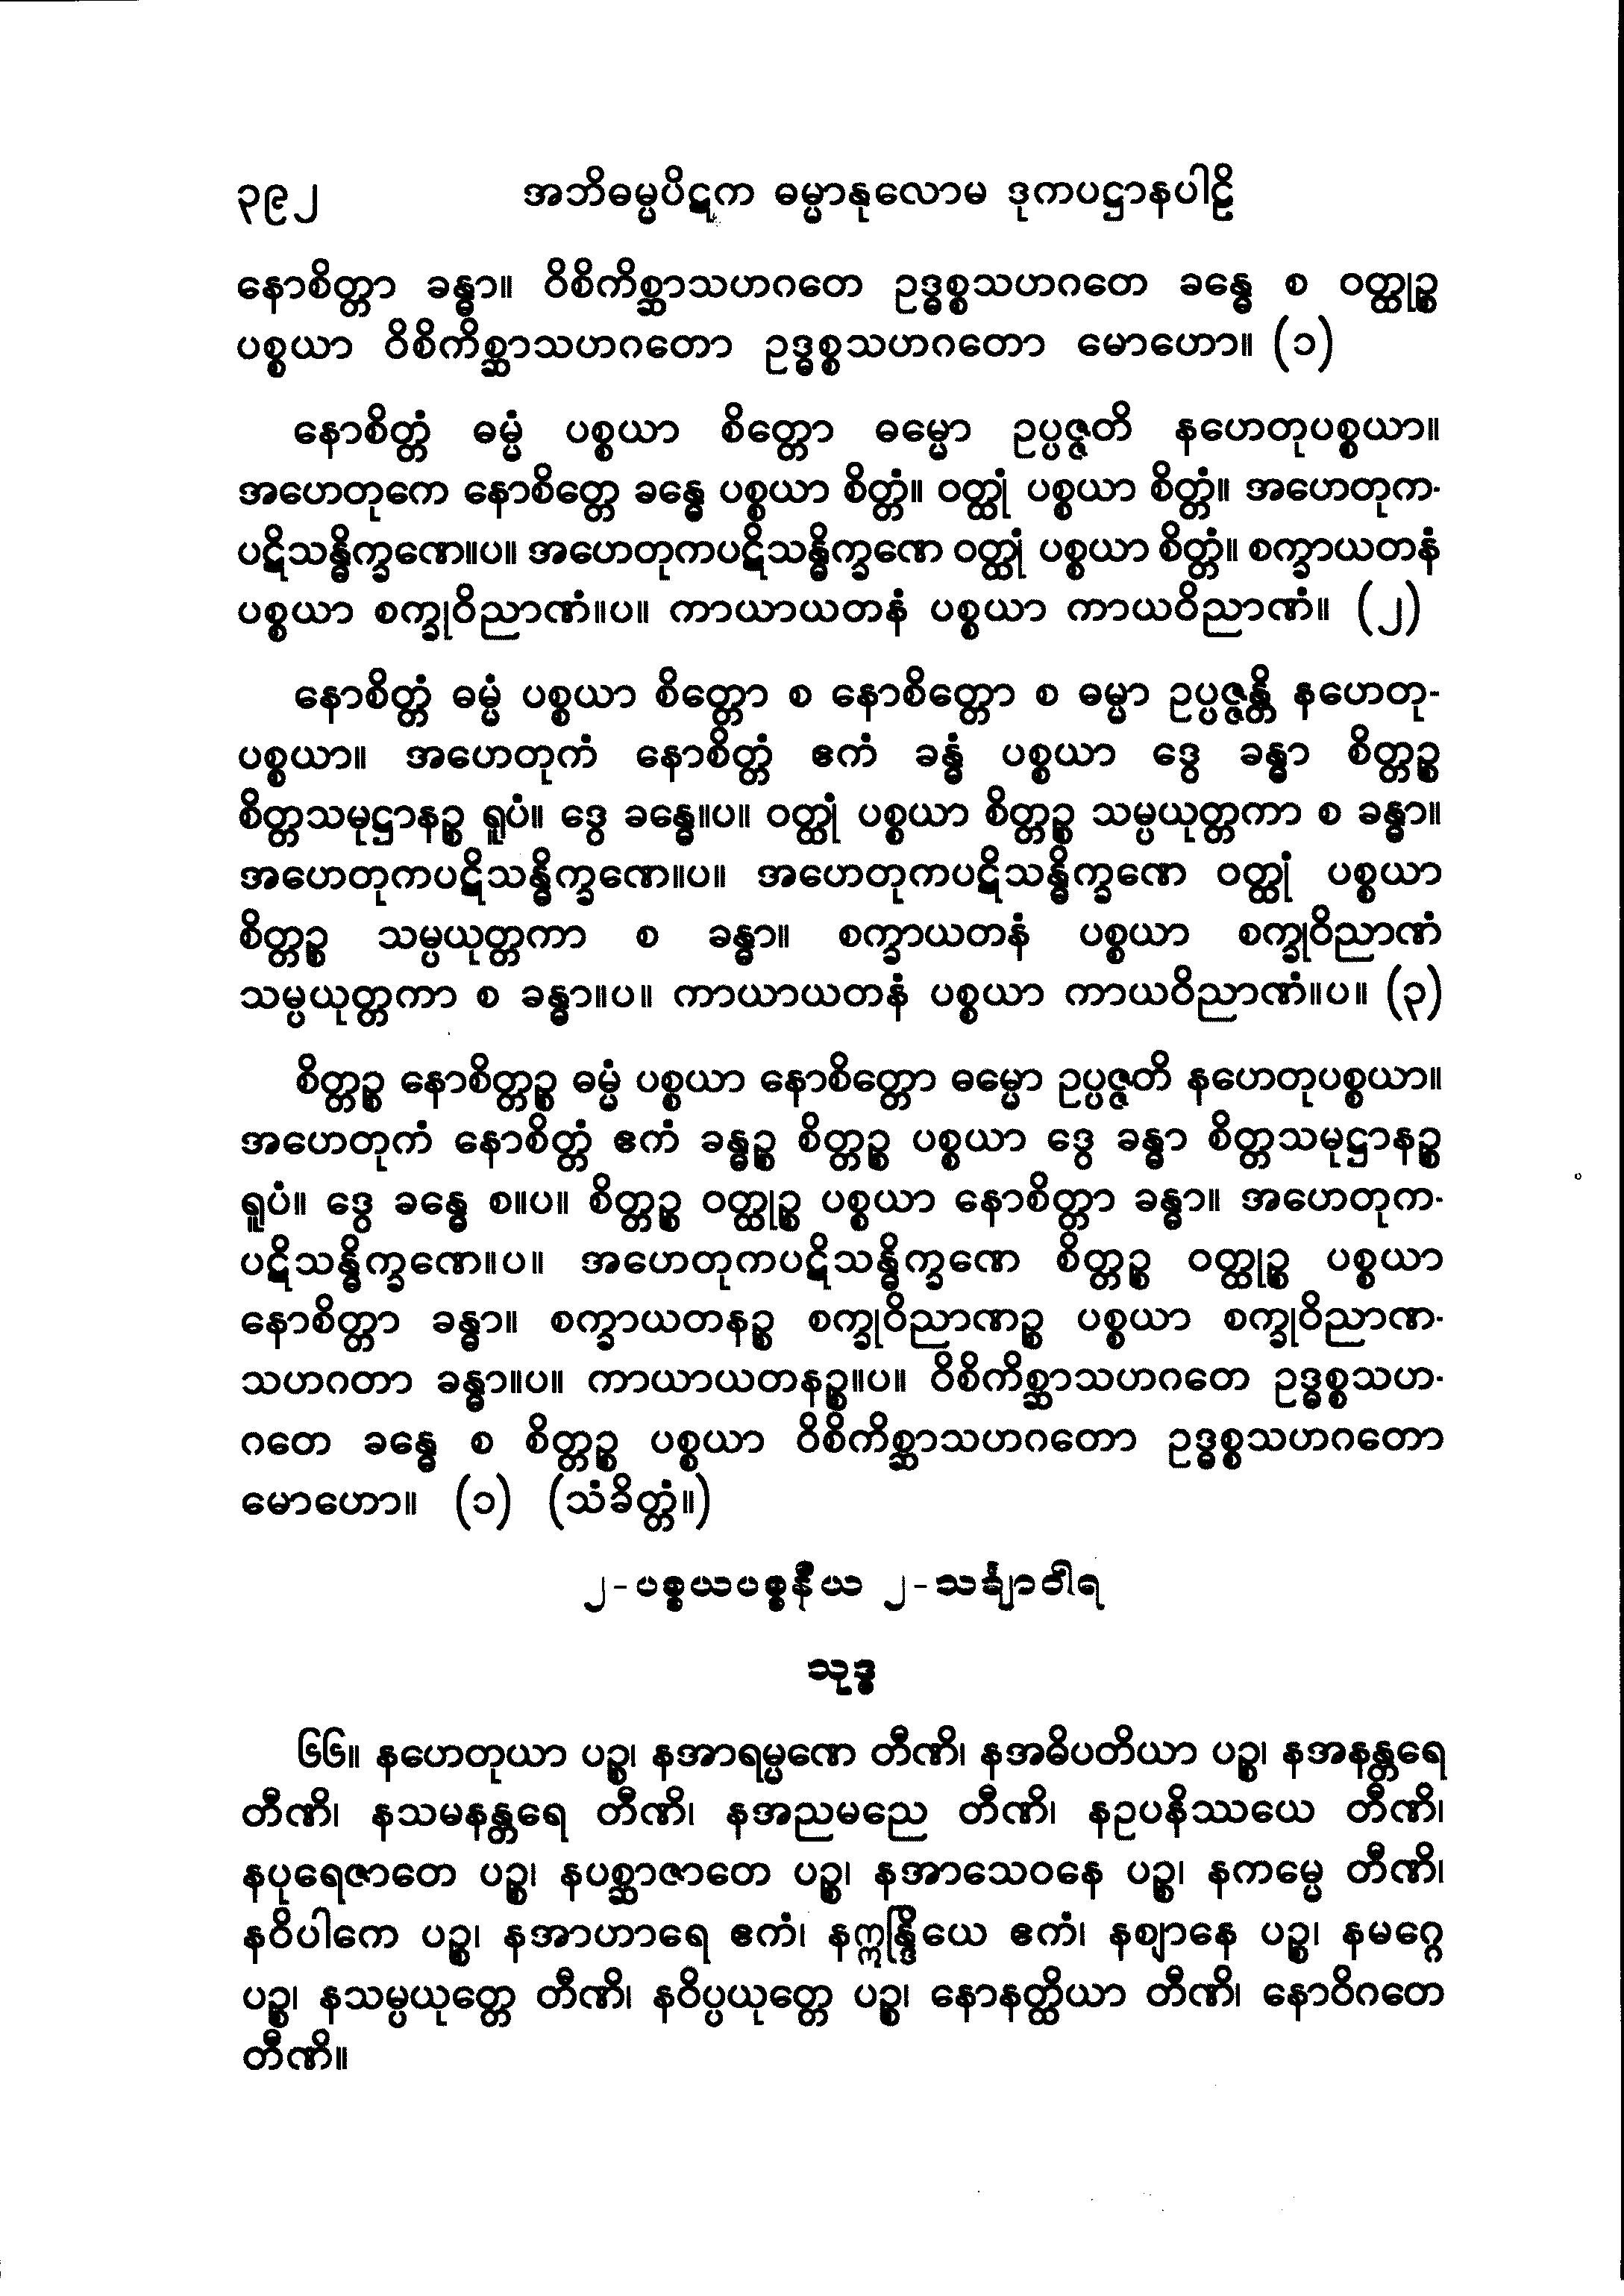 ၃၉၂ အဘိဓမ္မပိဋက ဓမ္မာနုလောမ ဒုကပဋ္ဌာနပါဠိ
နောစိတ္တာ ခန္ဓာ။ ဝိစိကိစ္ဆာသဟဂတေ ဥဒ္ဓစ္စသဟဂတေ ခန္ဓေ စ ဝတ္ထုဉ္စ
ပစ္စယာ ဝိစိကိစ္ဆာသဟဂတော ဥဒ္ဓစ္စသဟဂတော မောဟော။ (၁)
နောစိတ္တံ ဓမ္မံ ပစ္စယာ စိတ္တော ဓမ္မော ဥပ္ပဇ္ဇတိ နဟေတုပစ္စယာ။
အဟေတုကေ နောစိတ္တေ ခန္ဓေ ပစ္စယာ စိတ္တံ။ ဝတ္ထုံ ပစ္စယာ စိတ္တံ။ အဟေတုက-
ပဋိသန္ဓိက္ခဏေ။ပ။ အဟေတုကပဋိသန္ဓိက္ခဏေ ဝတ္ထုံ ပစ္စယာ စိတ္တံ။ စက္ခာယတနံ
ပစ္စယာ စက္ခုဝိညာဏံ။ပ။ ကာယာယတနံ ပစ္စယာ ကာယဝိညာဏံ။ (၂)
နောစိတ္တံ ဓမ္မံ ပစ္စယာ စိတ္တော စ နောစိတ္တော စ ဓမ္မာ ဥပ္ပဇ္ဇန္တိ နဟေတု-
ပစ္စယာ။ အဟေတုကံ နောစိတ္တံ ဧကံ ခန္ဓံ ပစ္စယာ ဒွေ ခန္ဓာ စိတ္တဉ္စ
စိတ္တသမုဋ္ဌာနဉ္စ ရူပံ။ ဒွေ ခန္ဓေ။ပ။ ဝတ္ထုံ ပစ္စယာ စိတ္တဉ္စ သမ္ပယုတ္တကာ စ ခန္ဓာ။
အဟေတုကပဋိသန္ဓိက္ခဏေ။ပ။ အဟေတုကပဋိသန္ဓိက္ခဏေ ဝတ္ထုံ ပစ္စယာ
စိတ္တဉ္စ သမ္ပယုတ္တကာ စ ခန္ဓာ။ စက္ခာယတနံ ပစ္စယာ စက္ခုဝိညာဏံ
သမ္ပယုတ္တကာ စ ခန္ဓာ။ပ။ ကာယာယတနံ ပစ္စယာ ကာယဝိညာဏံ။ပ။ (၃)
စိတ္တဉ္စ နောစိတ္တဉ္စ ဓမ္မံ ပစ္စယာ နောစိတ္တော ဓမ္မော ဥပ္ပဇ္ဇတိ နဟေတုပစ္စယာ။
အဟေတုကံ နောစိတ္တံ ဧကံ ခန္ဓဉ္စ စိတ္တဉ္စ ပစ္စယာ ဒွေ ခန္ဓာ စိတ္တသမုဋ္ဌာနဉ္စ
ရူပံ။ ဒွေ ခန္ဓေ စ။ပ။ စိတ္တဉ္စ ဝတ္ထုဉ္စ ပစ္စယာ နောစိတ္တာ ခန္ဓာ။ အဟေတုက-
ပဋိသန္ဓိက္ခဏေ။ပ။ အဟေတုကပဋိသန္ဓိက္ခဏေ စိတ္တဉ္စ ဝတ္ထုဉ္စ ပစ္စယာ
နောစိတ္တာ ခန္ဓာ။ စက္ခာယတနဉ္စ စက္ခုဝိညာဏဉ္စ ပစ္စယာ စက္ခုဝိညာဏ-
သဟဂတာ ခန္ဓာ။ပ။ ကာယာယတနဉ္စ။ပ။ ဝိစိကိစ္ဆာသဟဂတေ ဥဒ္ဓစ္စသဟ-
ဂတေ ခန္ဓေ စ စိတ္တဉ္စ ပစ္စယာ ဝိစိကိစ္ဆာသဟဂတော ဥဒ္ဓစ္စသဟဂတော
မောဟော။ (၁) (သံခိတ္တံ။)
၂-ပစ္စယပစ္စနီယ ၂-သင်္ချာဝါရ
သုဒ္ဓ
၆၆။ နဟေတုယာ ပဉ္စ၊ နအာရမ္မဏေ တီဏိ၊ နအဓိပတိယာ ပဉ္စ၊ နအနန္တရေ
တီဏိ၊ နသမနန္တရေ တီဏိ၊ နအညမညေ တီဏိ၊ နဥပနိဿယေ တီဏိ၊
နပုရေဇာတေ ပဉ္စ၊ နပစ္ဆာဇာတေ ပဉ္စ၊ နအာသေဝနေ ပဉ္စ၊ နကမ္မေ တီဏိ၊
နဝိပါကေ ပဉ္စ၊ နအာဟာရေ ဧကံ၊ နဣန္ဒြိယေ ဧကံ၊ နဈာနေ ပဉ္စ၊ နမဂ္ဂေ
ပဉ္စ၊ နသမ္ပယုတ္တေ တီဏိ၊ နဝိပ္ပယုတ္တေ ပဉ္စ၊ နောနတ္ထိယာ တီဏိ၊ နောဝိဂတေ
တီဏိ။